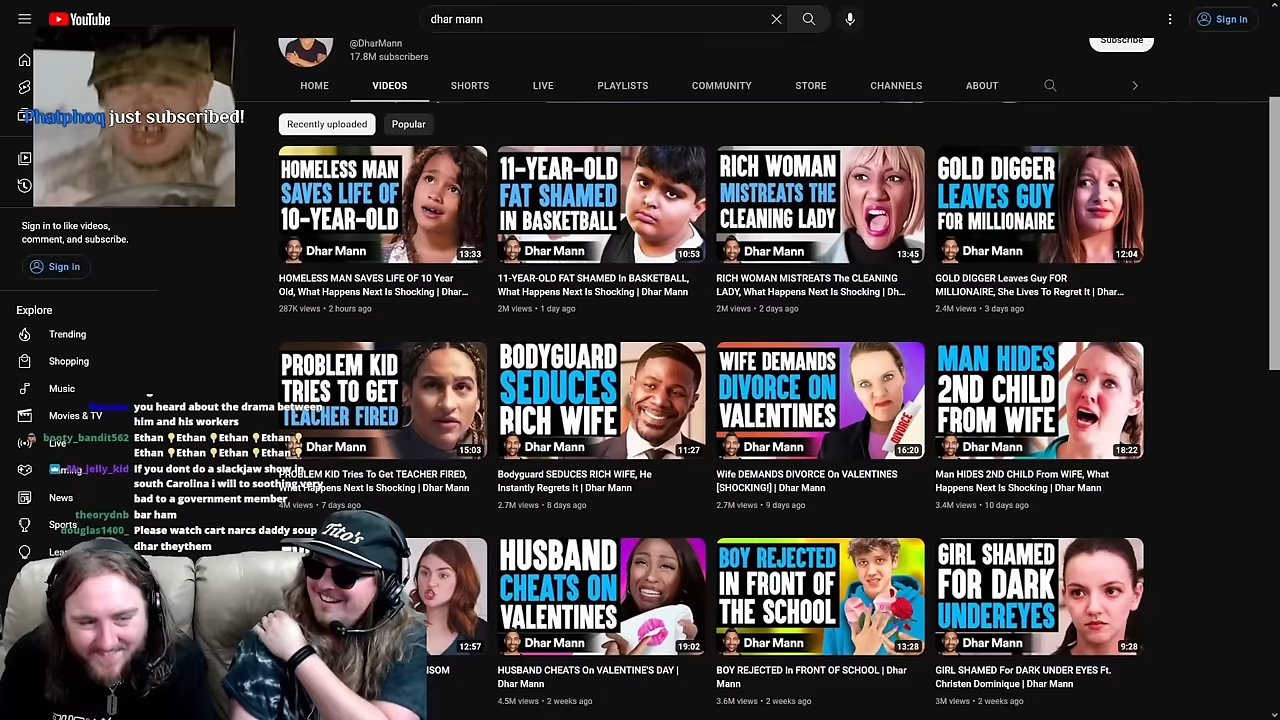 YouTube
dhar mann
Sign in
@DharMann
17.8M subscribers
Subscribe
HOME
VIDEOS
SHORTS
LIVE
PLAYLISTS
COMMUNITY
STORE
CHANNELS
ABOUT
Phatphoq just subscribed!
Recently uploaded
Popular
HOMELESS MAN
SAVES LIFE OF
10-YEAR-OLD
Dhar Mann
13:33
11-YEAR-OLD
FAT SHAMED
IN BASKETBALL
Dhar Mann
10:53
RICH WOMAN
MISTREATS THE
CLEANING LADY
Dhar Mann
13:45
GOLD DIGGER
LEAVES GUY
FOR MILLIONAIRE
Dhar Mann
12:04
HOMELESS MAN SAVES LIFE OF 10 Year
Old, What Happens Next Is Shocking | Dhar...
287K views • 2 hours ago
11-YEAR-OLD FAT SHAMED In BASKETBALL,
What Happens Next Is Shocking | Dhar Mann
2M views • 1 day ago
RICH WOMAN MISTREATS The CLEANING
LADY, What Happens Next Is Shocking | Dh...
2M views • 2 days ago
GOLD DIGGER Leaves Guy FOR
MILLIONAIRE, She Lives To Regret It | Dhar...
2.4M views • 3 days ago
Sign in to like videos,
comment, and subscribe.
Sign in
Explore
Trending
Shopping
Music
Movies & TV
Live
News
Sports
PROBLEM KID
TRIES TO GET
TEACHER FIRED
Dhar Mann
15:03
BODYGUARD
SEDUCES
RICH WIFE
Dhar Mann
11:27
WIFE DEMANDS
DIVORCE ON
VALENTINES
DIVORCE
Dhar Mann
16:20
MAN HIDES
2ND CHILD
FROM WIFE
Dhar Mann
18:22
PROBLEM KID Tries To Get TEACHER FIRED,
What Happens Next Is Shocking | Dhar Mann
4M views • 7 days ago
Bodyguard SEDUCES RICH WIFE, He
Instantly Regrets It | Dhar Mann
2.7M views • 8 days ago
Wife DEMANDS DIVORCE On VALENTINES
[SHOCKING!] | Dhar Mann
2.7M views • 9 days ago
Man HIDES 2ND CHILD From WIFE, What
Happens Next Is Shocking | Dhar Mann
3.4M views • 10 days ago
you heard about the drama between
him and his workers
booty_bandit562 Ethan Ethan Ethan Ethan
Ethan Ethan Ethan Ethan
jelly_kid If you dont do a slackjaw show in
south Carolina i will to soothing very
bad to a government member
theorydnb bar ham
douglas1400_ Please watch cart narcs daddy soup
dhar theythem
Tito's
12:57
HUSBAND
CHEATS ON
VALENTINES
Dhar Mann
19:02
BOY REJECTED
IN FRONT OF
THE SCHOOL
Dhar Mann
13:28
GIRL SHAMED
FOR DARK
UNDEREYES
Dhar Mann
9:28
HUSBAND CHEATS On VALENTINE'S DAY |
Dhar Mann
4.5M views • 2 weeks ago
BOY REJECTED In FRONT OF SCHOOL | Dhar
Mann
3.6M views • 2 weeks ago
GIRL SHAMED For DARK UNDER EYES Ft.
Christen Dominique | Dhar Mann
3M views • 2 weeks ago